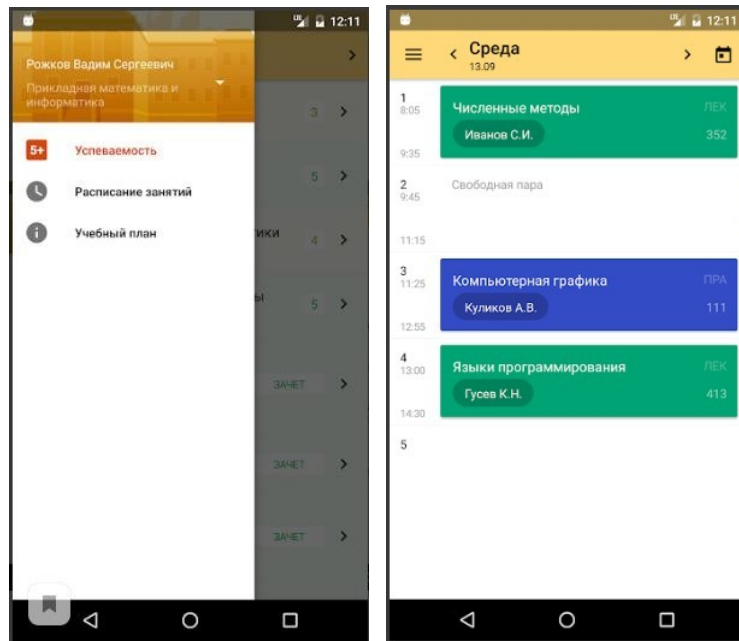 12:11
Рожков Вадим Сергеевич
Прикладная математика и
информатика
5+ Успеваемость
Расписание занятий
Учебный план
3
5
ики
4
ы
5
ЗАЧЕТ
ЗАЧЕТ
ЗАЧЕТ
12:11
Среда
13.09
1
8:05
Численные методы ЛЕК
Иванов С.И. 352
9:35
2
9:45
Свободная пара
11:15
3
11:25
Компьютерная графика ПРА
Куликов А.В. 111
12:55
4
13:00
Языки программирования ЛЕК
Гусев К.Н. 413
14:30
5